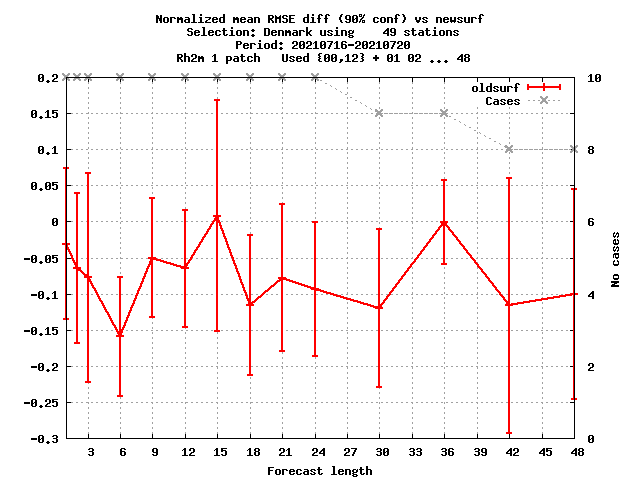 Normalized mean RMSE diff (90% conf) vs newsurf
Selection: Denmark using    49 stations
Period: 20210716-20210720
Rh2m 1 patch   Used {00,12} + 01 02 ... 48
oldsurf
Cases
0.2
0.15
0.1
0.05
0
-0.05
-0.1
-0.15
-0.2
-0.25
-0.3
10
8
6
4
2
0
No cases
3 6 9 12 15 18 21 24 27 30 33 36 39 42 45 48
Forecast length